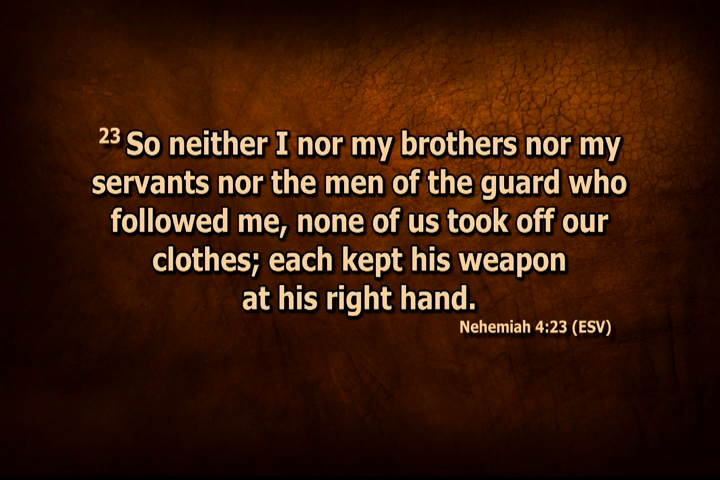 23 So neither I nor my brothers nor my
servants nor the men of the guard who
followed me, none of us took off our
clothes; each kept his weapon
at his right hand.
Nehemiah 4:23 (ESV)